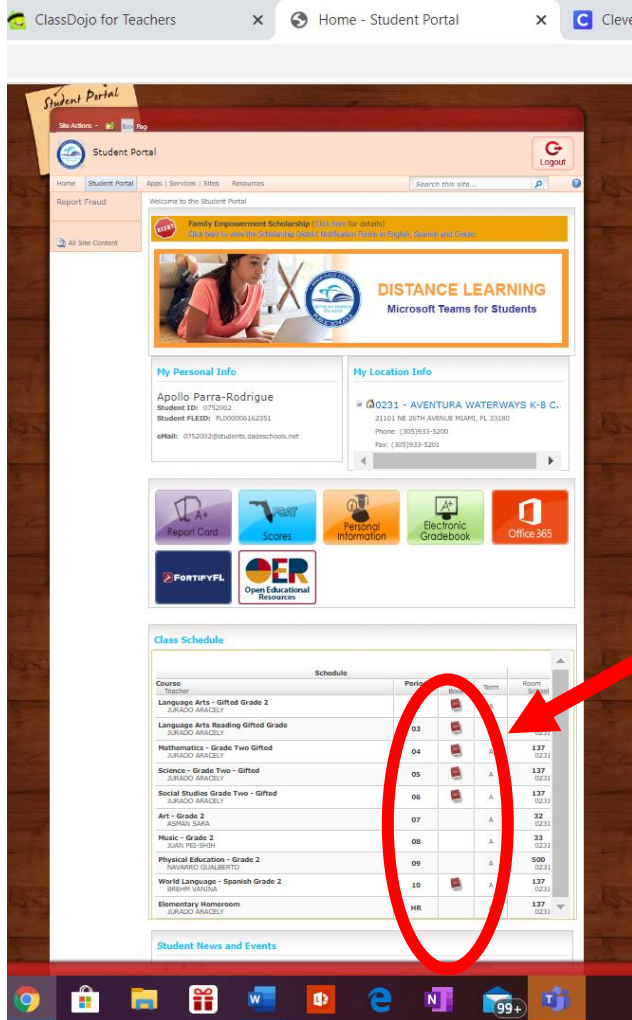 ClassDojo for Teachers
Home - Student Portal
Cleve
Student Portal
Site Actions
Student Portal
Logout
Home Student Portal Apps | Services | Sites Resources Search this site...
Report Fraud
All Site Content
Welcome to the Student Portal
ALERT
Family Empowerment Scholarship (Click here for details)
Click here to view the Scholarship District Notification Forms in English, Spanish and Creole.
DISTANCE LEARNING
Microsoft Teams for Students
My Personal Info
Apollo Parra-Rodrigue
Student ID: 0752002
Student FLEID: FL000006162351
eMail: 0752002@students.dadeschools.net
My Location Info
0231 - AVENTURA WATERWAYS K-8 C.
21101 NE 26TH AVENUE MIAMI, FL 33180
Phone: (305)933-5200
Fax: (305)933-5201
A+
Report Card
FCAT
Scores
Personal
Information
A+
Electronic
Gradebook
Office 365
FORTIFYFL
OER
Open Educational
Resources
Class Schedule
Schedule
Course Period Book Term Room
Teacher School
Language Arts - Gifted Grade 2
JURADO ARACELY
Language Arts Reading Gifted Grade 03
JURADO ARACELY 0231
Mathematics - Grade Two Gifted 04 A 137
JURADO ARACELY 0231
Science - Grade Two - Gifted 05 A 137
JURADO ARACELY 0231
Social Studies Grade Two - Gifted 06 A 137
JURADO ARACELY 0231
Art - Grade 2 07 A 32
ASMAN SARA 0231
Music - Grade 2 08 A 33
JUAN PEI-SHIH 0231
Physical Education - Grade 2 09 A 500
NAVARRO GUALBERTO 0231
World Language - Spanish Grade 2 10 A 137
BREHM VANINA 0231
Elementary Homeroom HR 137
JURADO ARACELY 0231
Student News and Events
99+